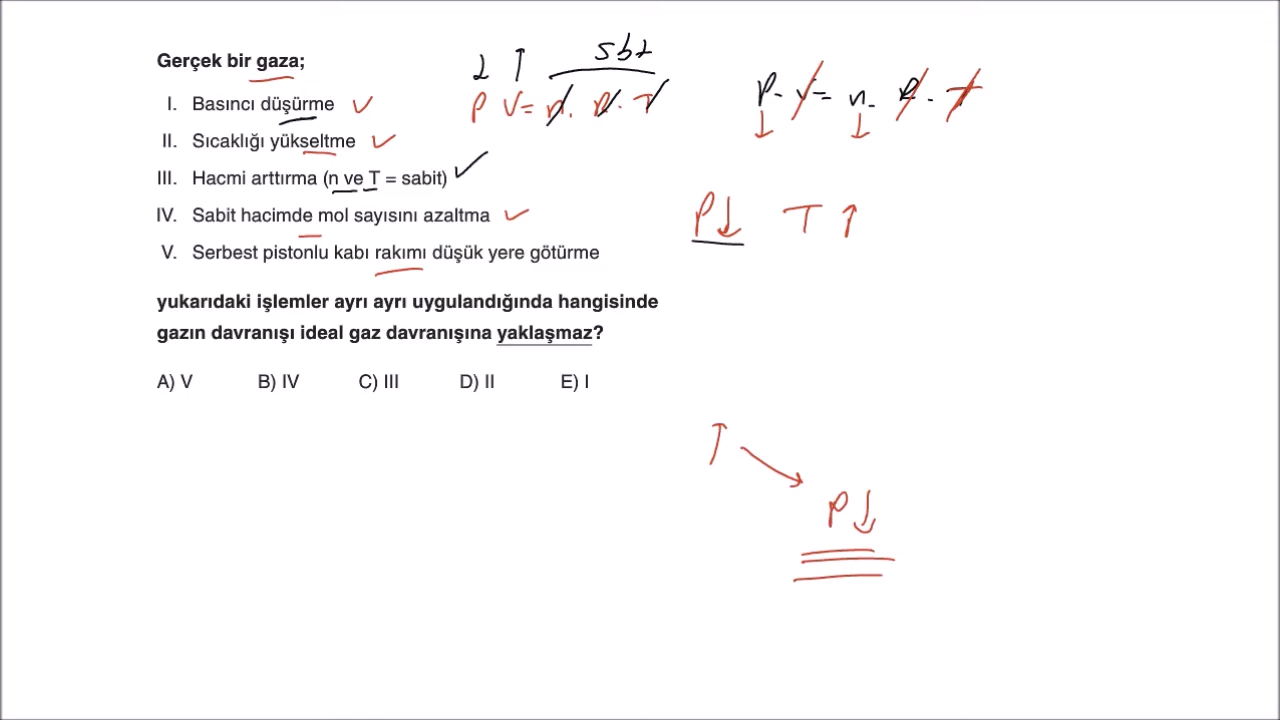 Gerçek bir gaza;
I. Basıncı düşürme ✓
II. Sıcaklığı yükseltme ✓
III. Hacmi arttırma (n ve T = sabit) ✓
IV. Sabit hacimde mol sayısını azaltma ✓
V. Serbest pistonlu kabı rakımı düşük yere götürme
yukarıdaki işlemler ayrı ayrı uygulandığında hangisinde
gazın davranışı ideal gaz davranışına yaklaşmaz?
A) V B) IV C) III D) II E) I
↓ ↑ sbt
P V = n. R. T
P. V = n. R. T
↓ ↓
P↓ T↑
↑
P↓